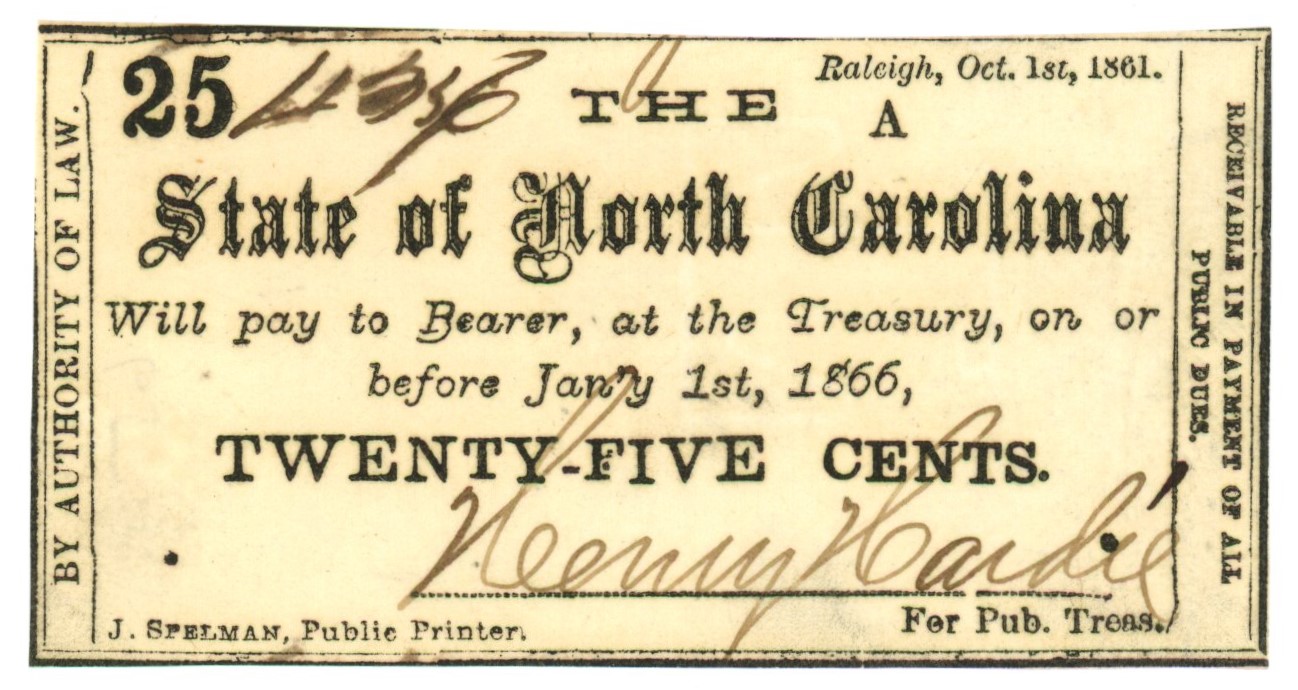 BY AUTHORITY OF LAW.
25
Raleigh, Oct. 1st, 1861.
THE
A
State of North Carolina
Will pay to Bearer, at the Treasury, on or
before Jan'y 1st, 1866,
TWENTY-FIVE CENTS.
Henry Hardie
J. SPELMAN, Public Printer.
For Pub. Treas.
RECEIVABLE IN PAYMENT OF ALL
PUBLIC DUES.